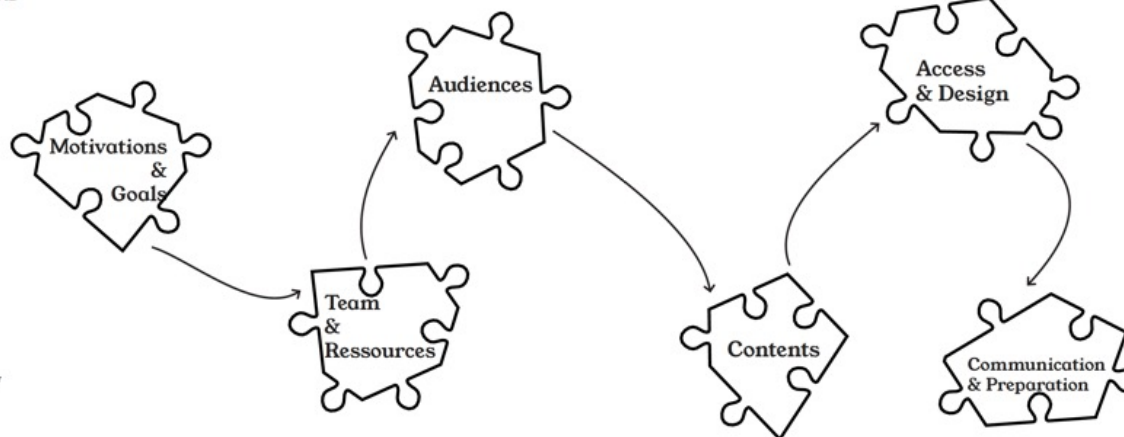 Motivations
&
Goals
Team
&
Ressources
Audiences
Contents
Access
& Design
Communication
& Preparation